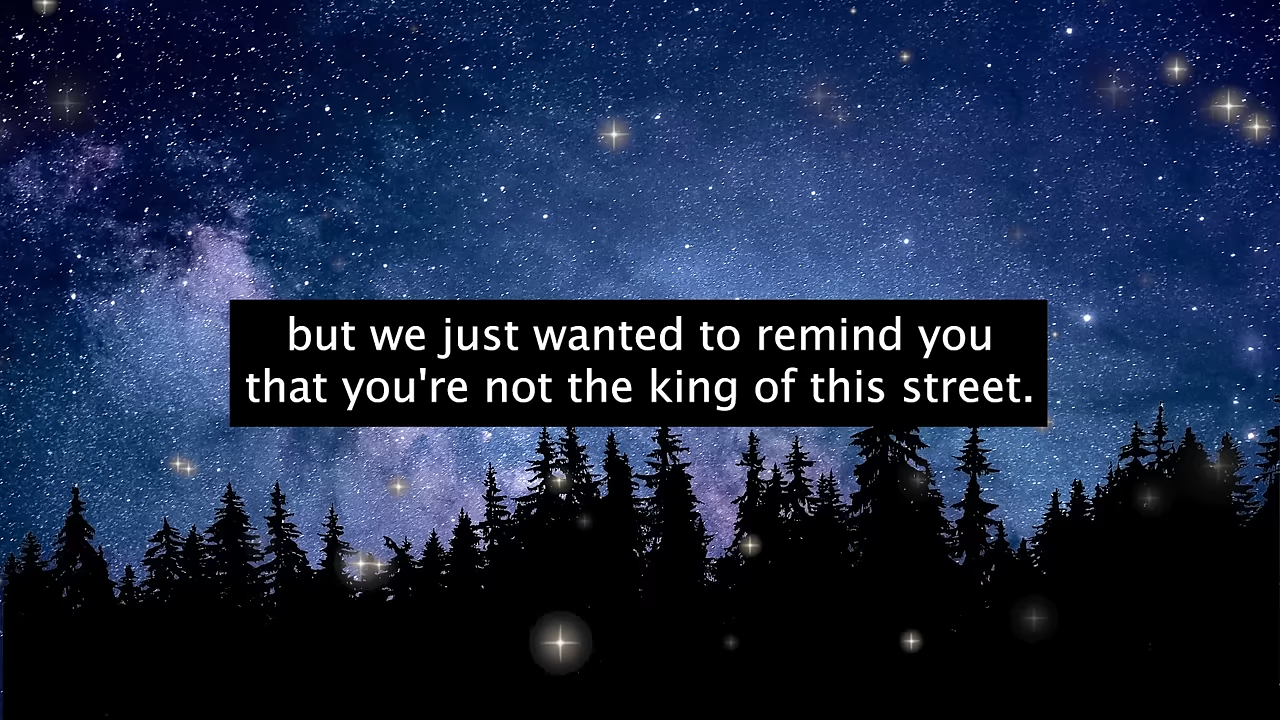 but we just wanted to remind you
that you're not the king of this street.